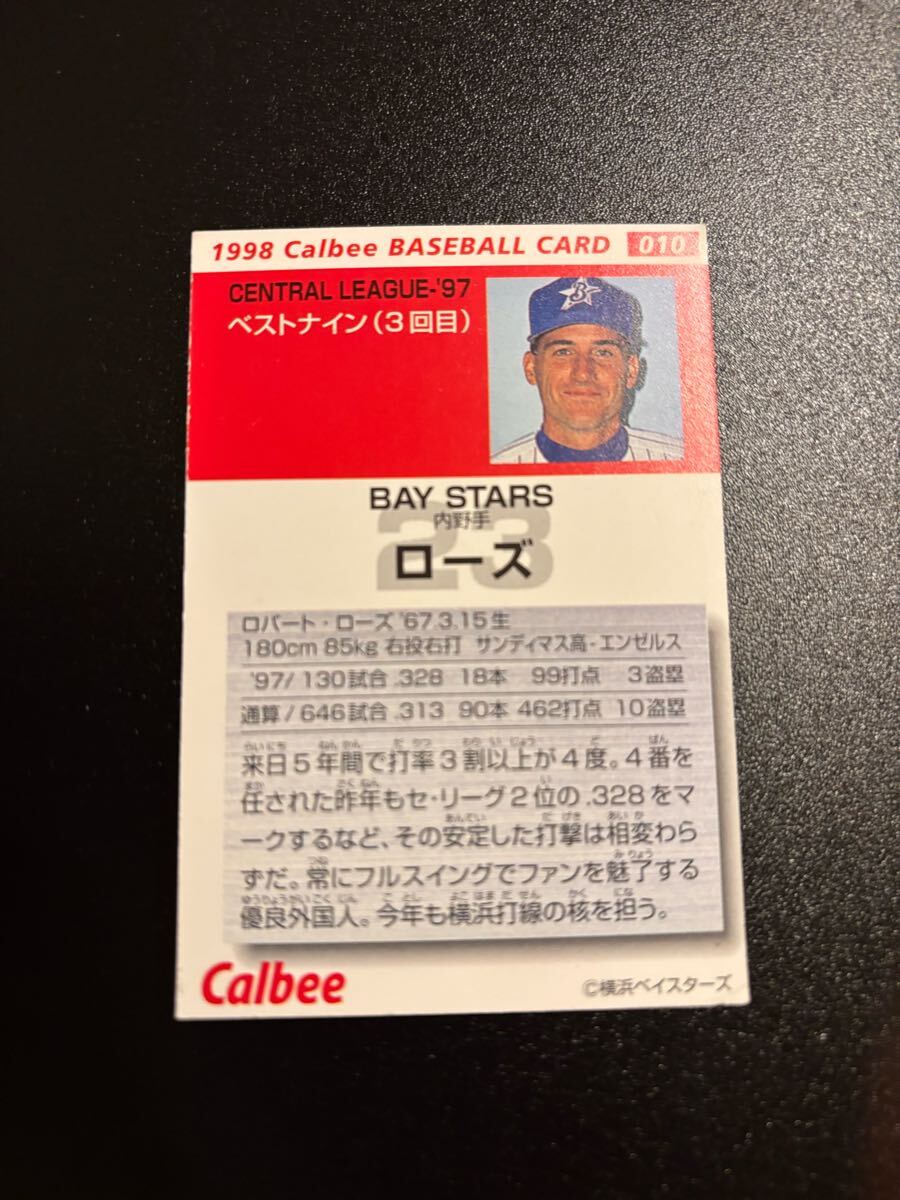 1998 Calbee BASEBALL CARD 010
CENTRAL LEAGUE-'97
ベストナイン(3回目)
BAY STARS
内野手
23
ローズ
ロバート・ローズ '67.3.15生
180cm 85kg 右投右打 サンディマス高-エンゼルス
'97/130試合 .328 18本 99打点 3盗塁
通算/646試合 .313 90本 462打点 10盗塁
来日5年間で打率3割以上が4度。4番を
任された昨年もセ・リーグ2位の.328をマ
ークするなど、その安定した打撃は相変わら
ずだ。常にフルスイングでファンを魅了する
優良外国人。今年も横浜打線の核を担う。
Calbee
©横浜ベイスターズ